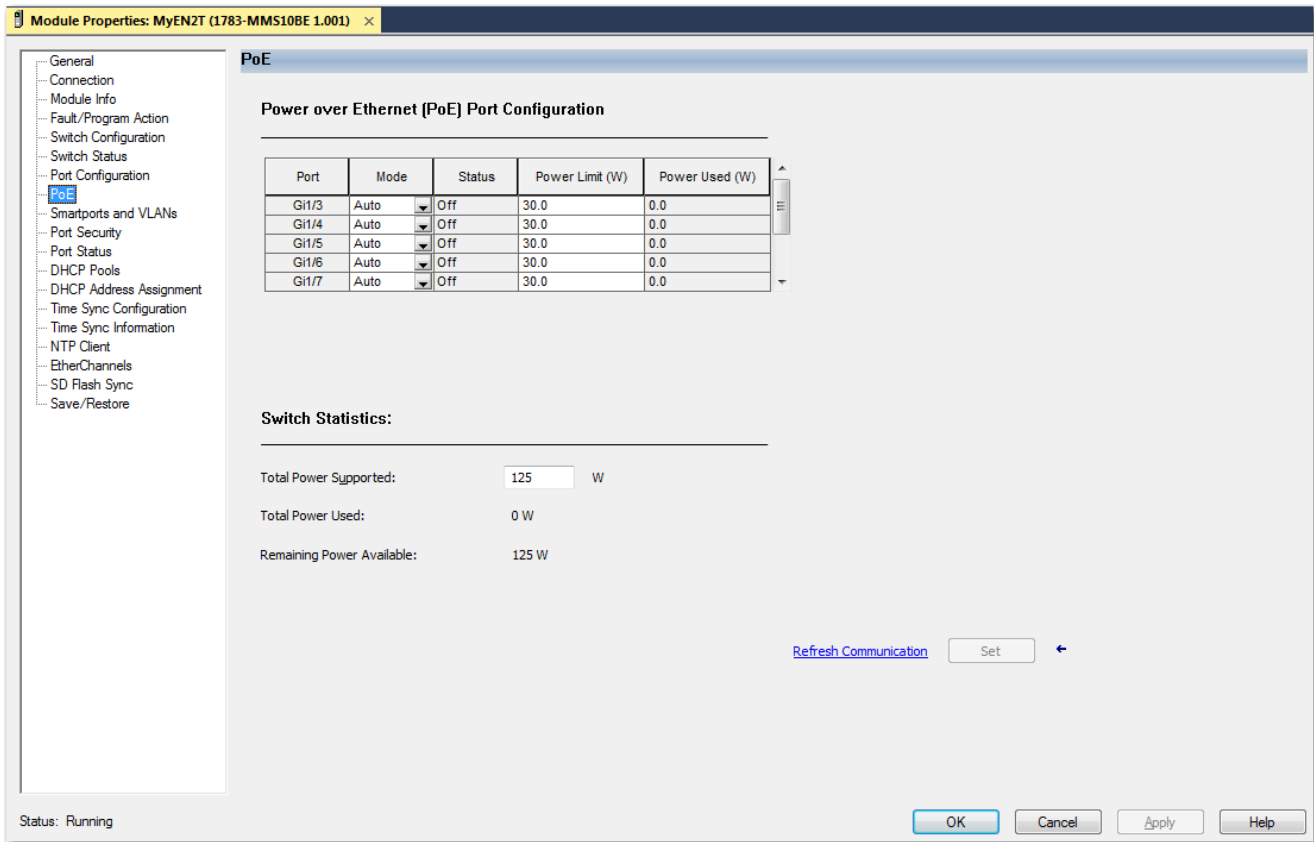 Module Properties: MyEN2T (1783-MMS10BE 1.001) ×
General
Connection
Module Info
Fault/Program Action
Switch Configuration
Switch Status
Port Configuration
PoE
Smartports and VLANs
Port Security
Port Status
DHCP Pools
DHCP Address Assignment
Time Sync Configuration
Time Sync Information
NTP Client
EtherChannels
SD Flash Sync
Save/Restore
PoE
Power over Ethernet (PoE) Port Configuration
Port Mode Status Power Limit (W) Power Used (W)
Gi1/3 Auto Off 30.0 0.0
Gi1/4 Auto Off 30.0 0.0
Gi1/5 Auto Off 30.0 0.0
Gi1/6 Auto Off 30.0 0.0
Gi1/7 Auto Off 30.0 0.0
Switch Statistics:
Total Power Supported: 125 W
Total Power Used: 0 W
Remaining Power Available: 125 W
Refresh Communication Set
Status: Running
OK Cancel Apply Help